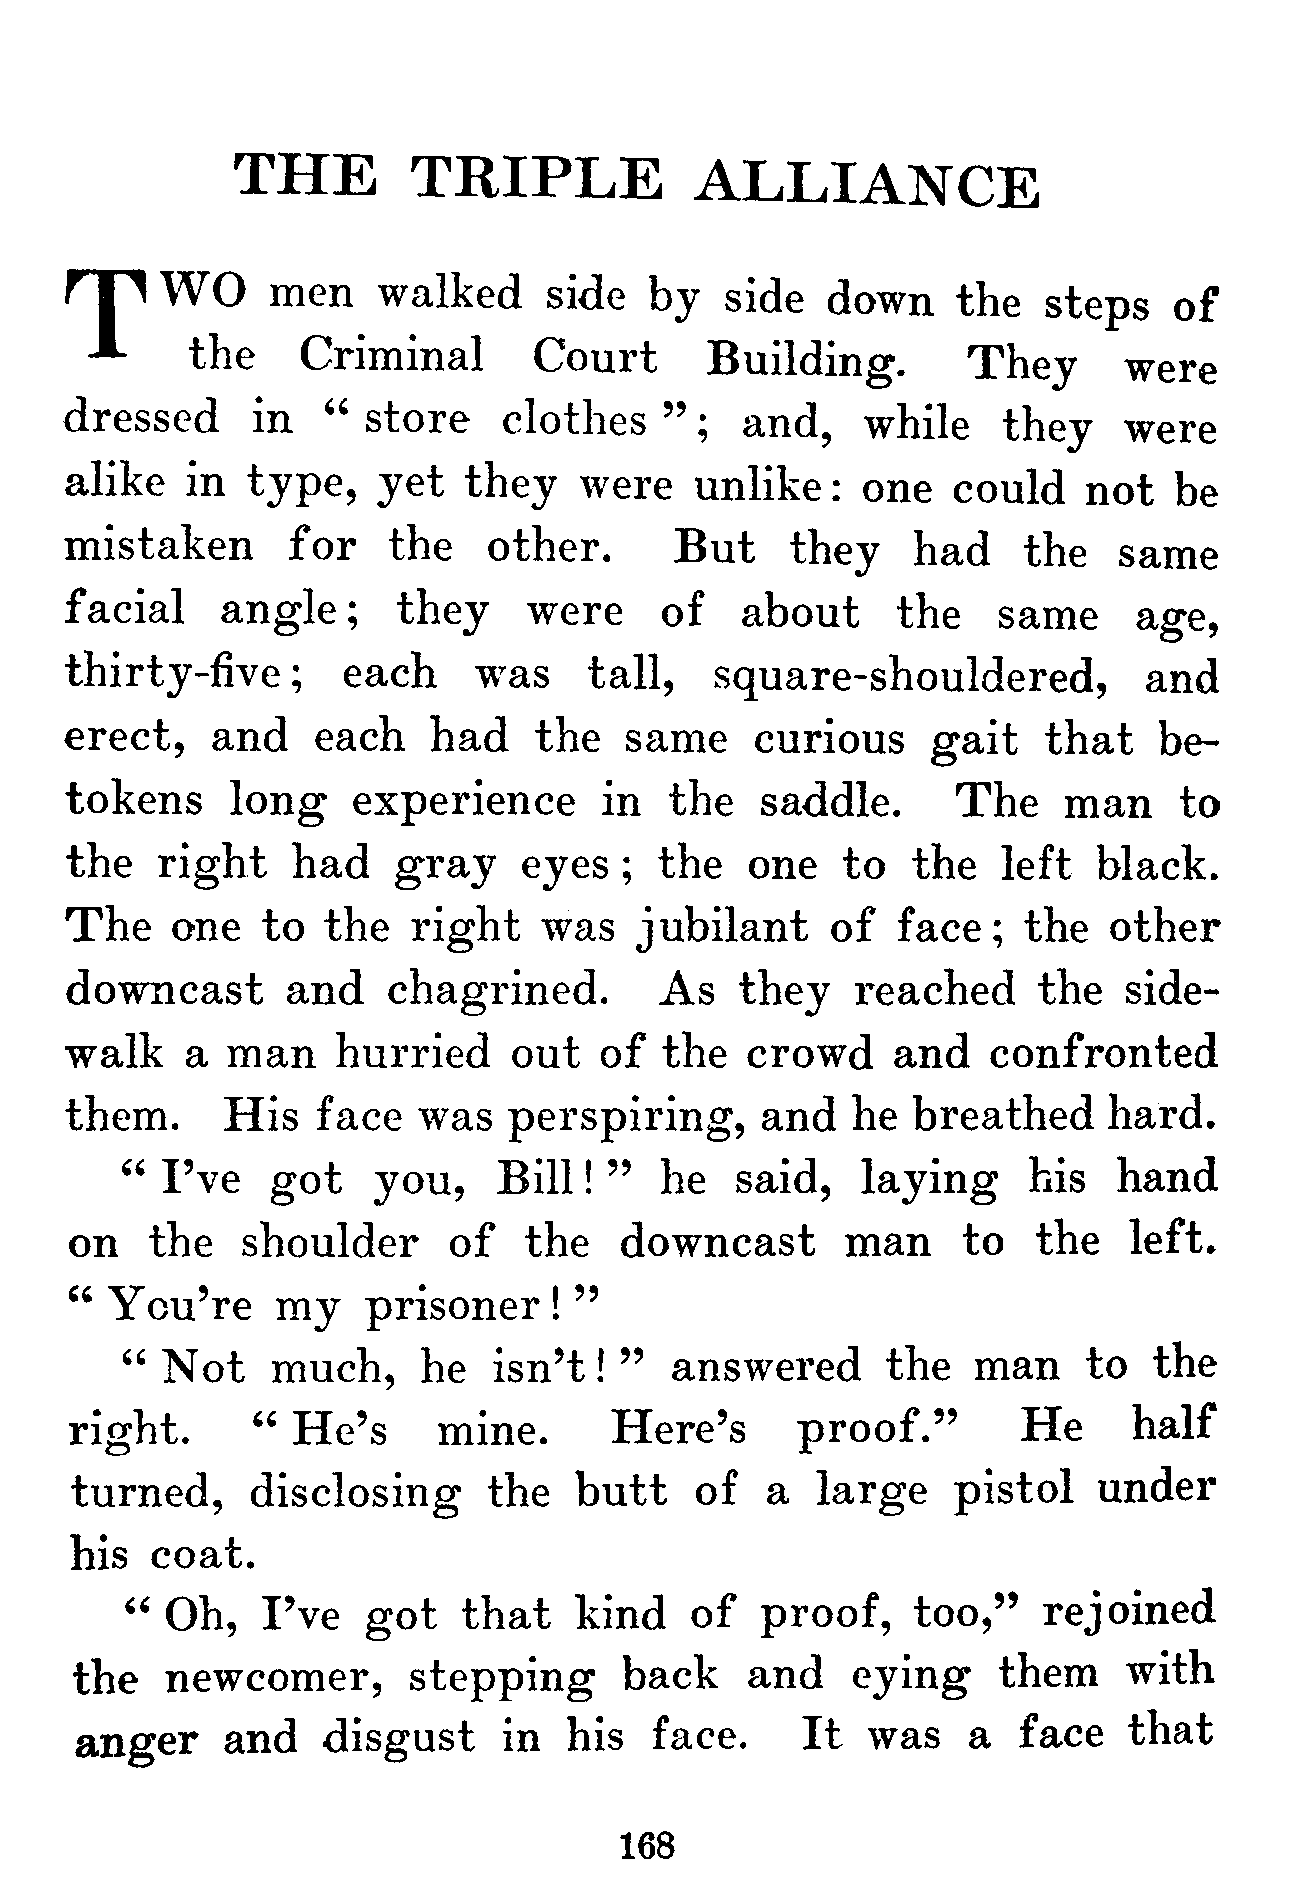 THE TRIPLE ALLIANCE
TWO men walked side by side down the steps of
the Criminal Court Building. They were
dressed in “ store clothes ”; and, while they were
alike in type, yet they were unlike: one could not be
mistaken for the other. But they had the same
facial angle; they were of about the same age,
thirty-five; each was tall, square-shouldered, and
erect, and each had the same curious gait that be-
tokens long experience in the saddle. The man to
the right had gray eyes; the one to the left black.
The one to the right was jubilant of face; the other
downcast and chagrined. As they reached the side-
walk a man hurried out of the crowd and confronted
them. His face was perspiring, and he breathed hard.
“ I’ve got you, Bill! ” he said, laying his hand
on the shoulder of the downcast man to the left.
“ You’re my prisoner! ”
“ Not much, he isn’t! ” answered the man to the
right. “ He’s mine. Here’s proof.” He half
turned, disclosing the butt of a large pistol under
his coat.
“ Oh, I’ve got that kind of proof, too,” rejoined
the newcomer, stepping back and eying them with
anger and disgust in his face. It was a face that
168